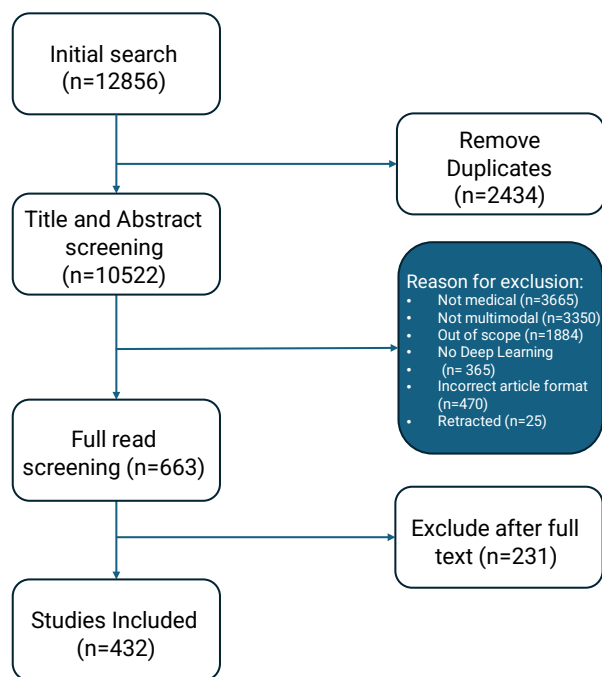 Initial search
(n=12856)
Remove
Duplicates
(n=2434)
Title and Abstract
screening
(n=10522)
Reason for exclusion:
• Not medical (n=3665)
• Not multimodal (n=3350)
• Out of scope (n=1884)
• No Deep Learning
• (n= 365)
• Incorrect article format
(n=470)
• Retracted (n=25)
Full read
screening (n=663)
Exclude after full
text (n=231)
Studies Included
(n=432)